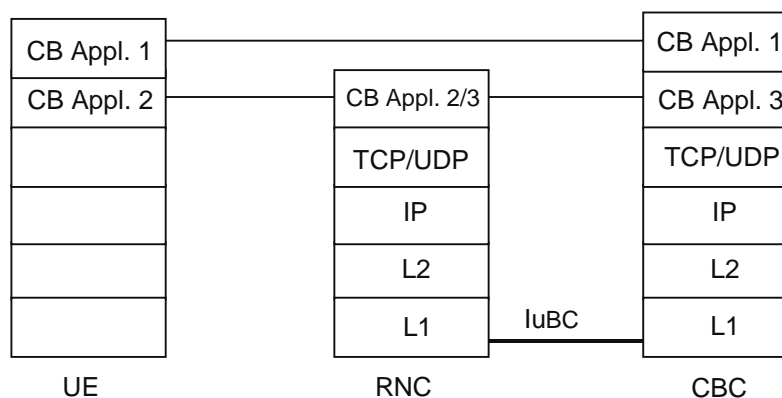 CB Appl. 1
CB Appl. 1
CB Appl. 2
CB Appl. 2/3
CB Appl. 3
TCP/UDP
TCP/UDP
IP
IP
L2
L2
L1
IuBC
L1
UE
RNC
CBC